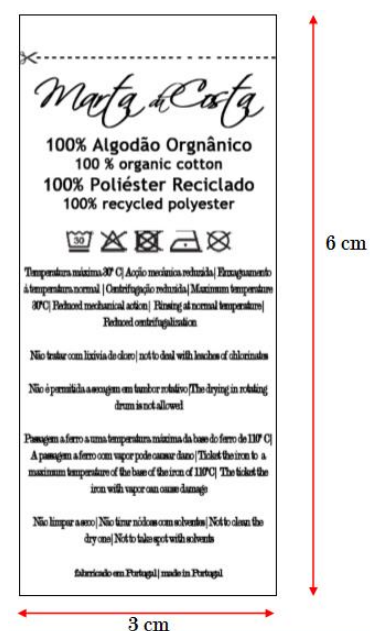 Marta da Costa
100% Algodão Orgnânico
100 % organic cotton
100% Poliéster Reciclado
100% recycled polyester
30
Temperatura máxima 30º C| Acção mecânica reduzida| Enxaguamento
á temperatura normal | Centrifugação reduzida| Maximum temperature
30ºC| Reduced mechanical action | Rinsing at normal temperature|
Reduced centrifugalization
Não tratar com lixivia de cloro | not to deal with leaches of chlorinates
Não è permitida a secagem em tambor rotativo|The drying in rotating
drum is not allowed
Passagem a ferro a uma temperatura máxima da base do ferro de 110º C|
A passagem a ferro com vapor pode causar dano | Ticket the iron to a
maximum temperature of the base of the iron of 110ºC| The ticket the
iron with vapor can cause damage
Não limpar a seco | Não tirar nódoas com solventes | Not to clean the
dry one| Not to take spot with solvents
fabricado em Portugal | made in Portugal
6 cm
3 cm